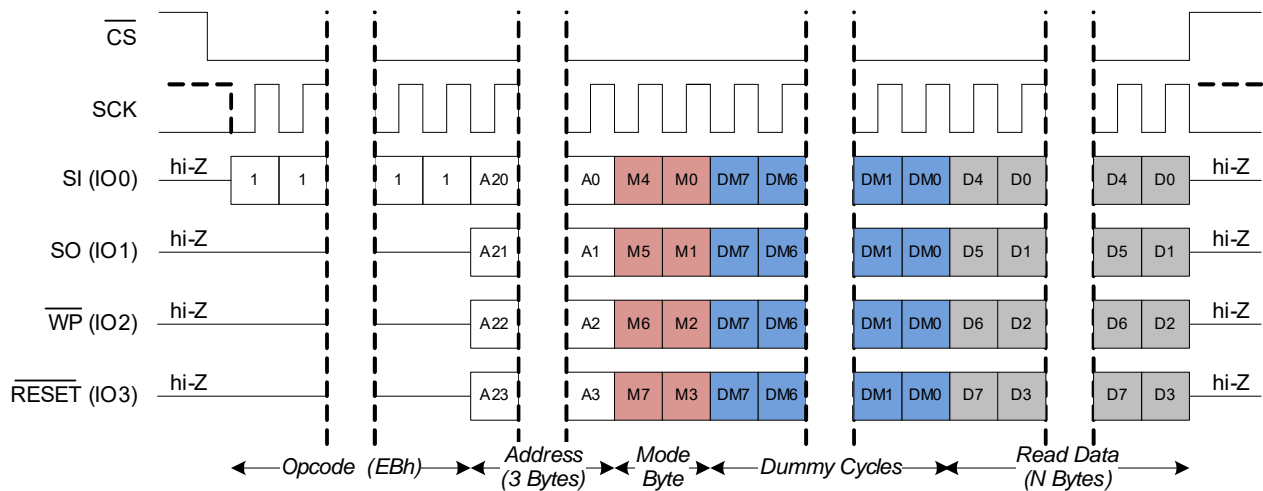 CS
SCK
SI (IO0) hi-Z 1 1 1 1 A20 A0 M4 M0 DM7 DM6 DM1 DM0 D4 D0 D4 D0 hi-Z
SO (IO1) hi-Z A21 A1 M5 M1 DM7 DM6 DM1 DM0 D5 D1 D5 D1 hi-Z
WP (IO2) hi-Z A22 A2 M6 M2 DM7 DM6 DM1 DM0 D6 D2 D6 D2 hi-Z
RESET (IO3) hi-Z A23 A3 M7 M3 DM7 DM6 DM1 DM0 D7 D3 D7 D3 hi-Z
Opcode (EBh) Address Mode Dummy Cycles Read Data
(3 Bytes) Byte (N Bytes)